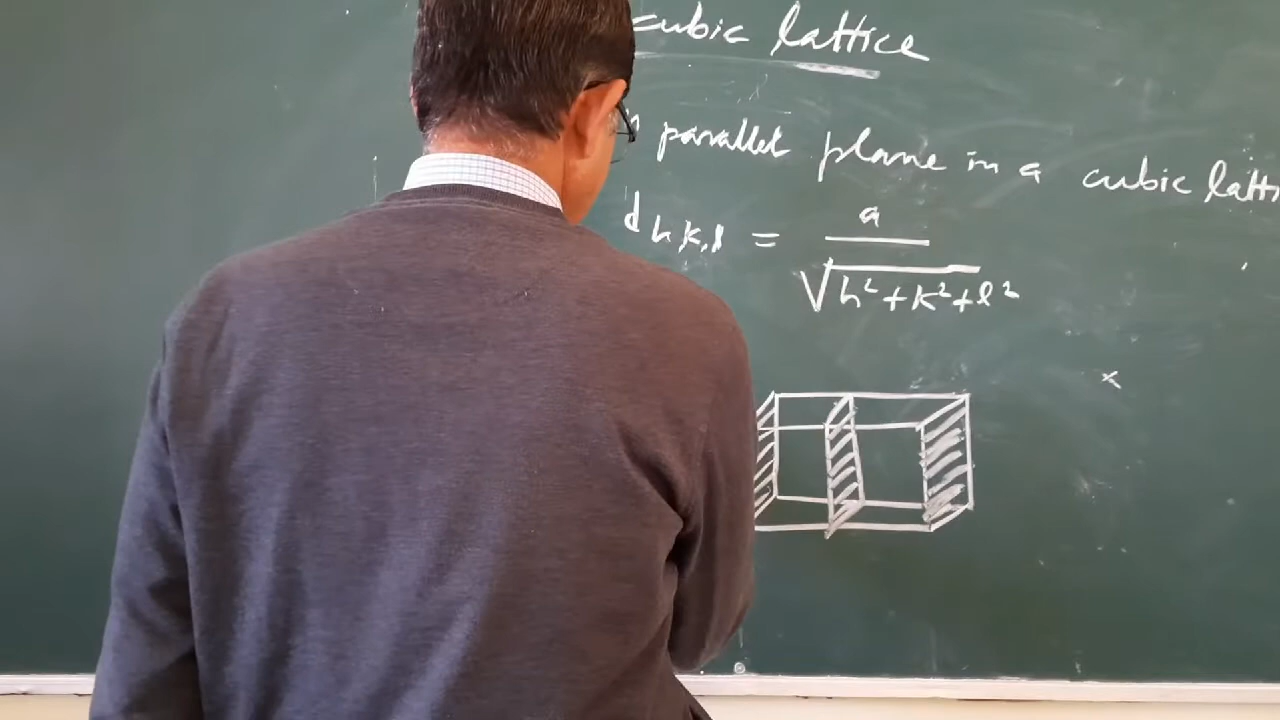 cubic lattice
parallel plane in a cubic latti
d h k,l = a / √h²+k²+l²
x